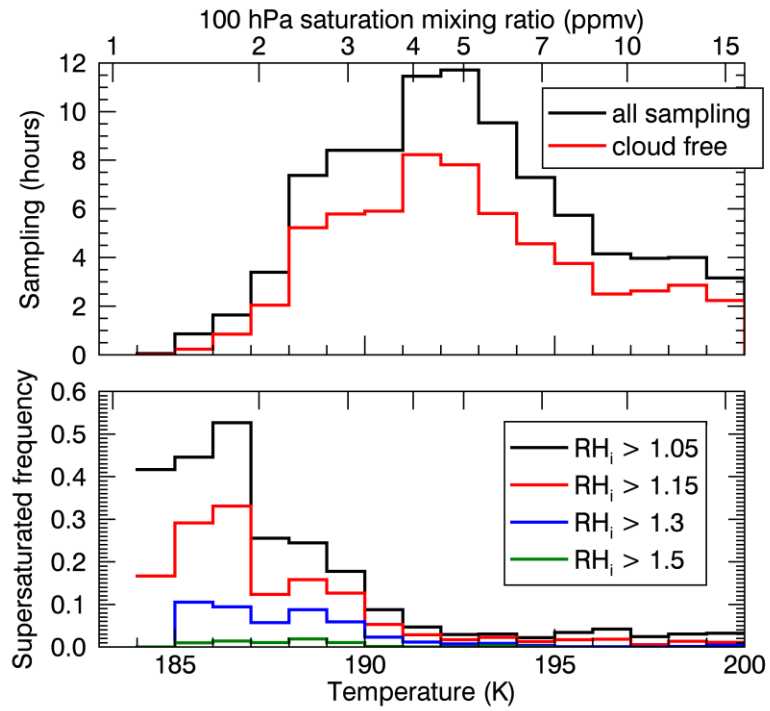 100 hPa saturation mixing ratio (ppmv)
1 2 3 4 5 7 10 15
Sampling (hours)
12
10
8
6
4
2
0
all sampling
cloud free
Supersaturated frequency
0.6
0.5
0.4
0.3
0.2
0.1
0.0
RHi > 1.05
RHi > 1.15
RHi > 1.3
RHi > 1.5
185 190 195 200
Temperature (K)